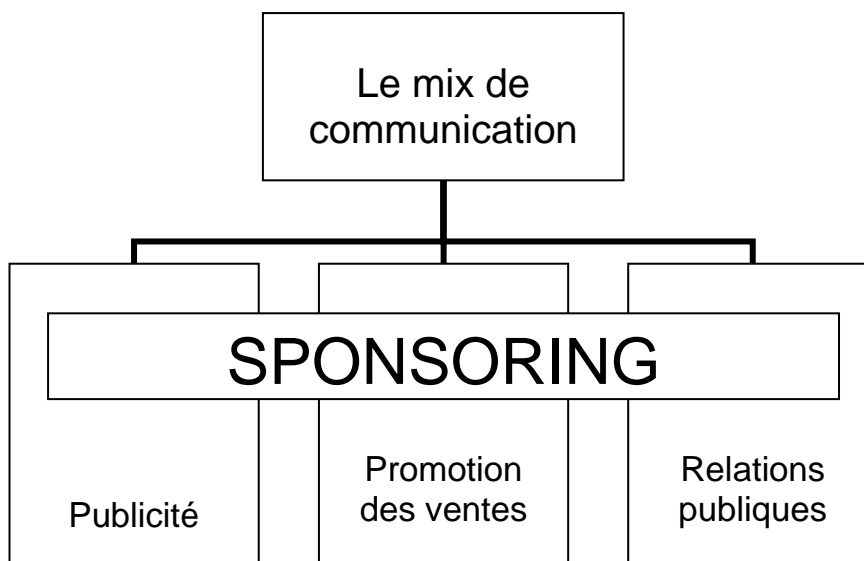 Le mix de
communication
SPONSORING
Publicité
Promotion
des ventes
Relations
publiques